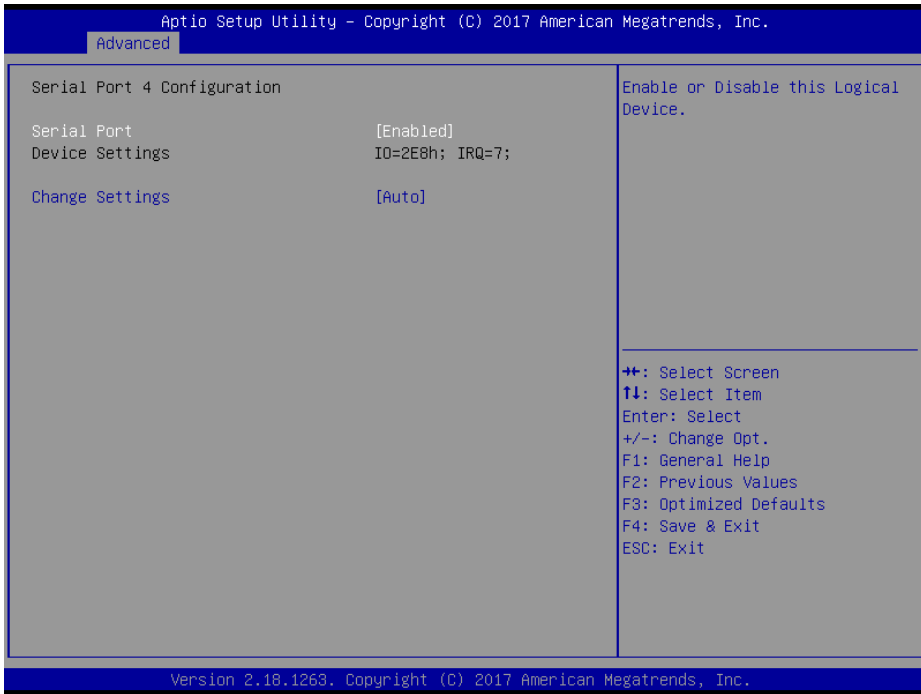 Aptio Setup Utility – Copyright (C) 2017 American Megatrends, Inc.
Advanced
Serial Port 4 Configuration
Serial Port [Enabled]
Device Settings IO=2E8h; IRQ=7;
Change Settings [Auto]
Enable or Disable this Logical
Device.
→←: Select Screen
↑↓: Select Item
Enter: Select
+/-: Change Opt.
F1: General Help
F2: Previous Values
F3: Optimized Defaults
F4: Save & Exit
ESC: Exit
Version 2.18.1263. Copyright (C) 2017 American Megatrends, Inc.